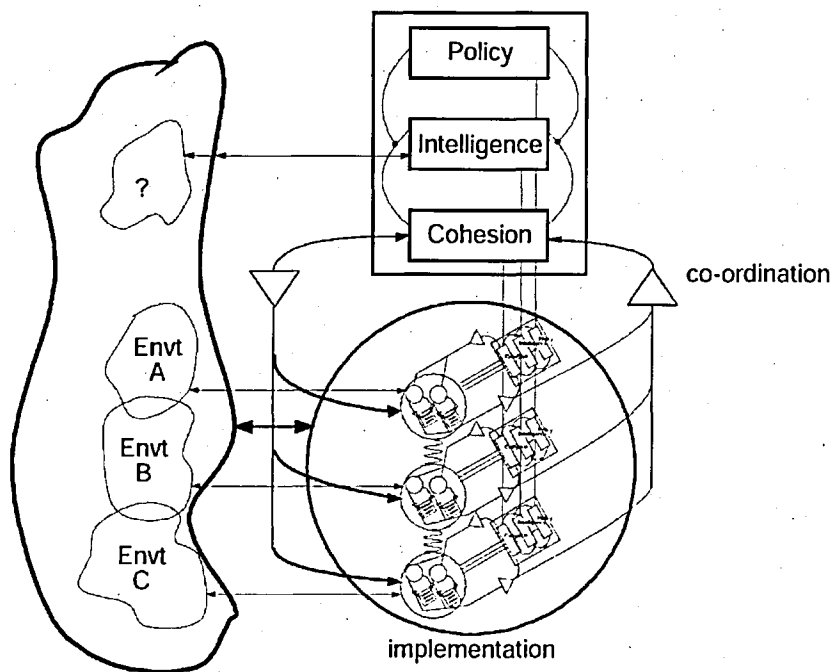 Policy
Intelligence
?
Cohesion
co-ordination
Envt
A
Envt
B
Envt
C
implementation